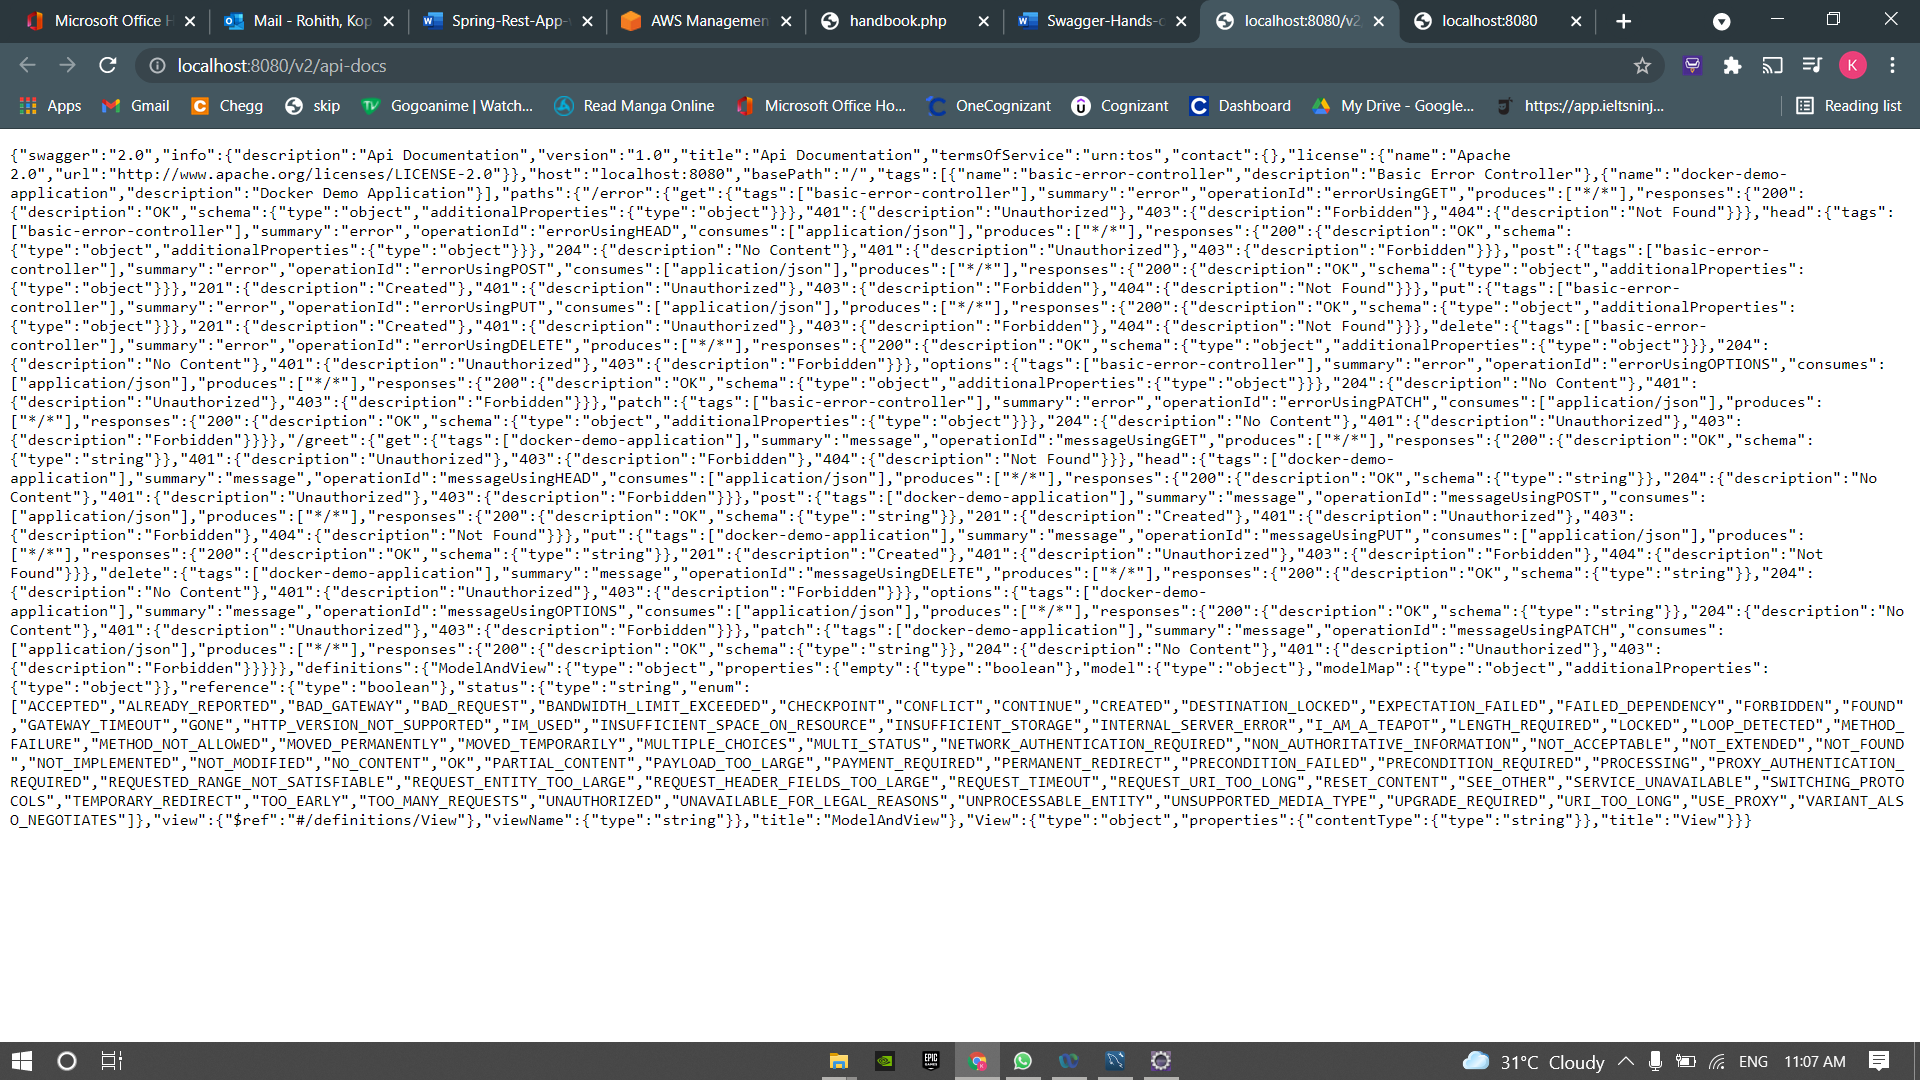 Microsoft Office H
Mail - Rohith, Kop
Spring-Rest-App-
AWS Managemen
handbook.php
Swagger-Hands-o
localhost:8080/v2
localhost:8080
localhost:8080/v2/api-docs
K
Apps
Gmail
Chegg
skip
Gogoanime | Watch...
Read Manga Online
Microsoft Office Ho...
OneCognizant
Cognizant
Dashboard
My Drive - Google...
https://app.ieltsninj...
Reading list
{"swagger":"2.0","info":{"description":"Api Documentation","version":"1.0","title":"Api Documentation","termsOfService":"urn:tos","contact":{},"license":{"name":"Apache
2.0","url":"http://www.apache.org/licenses/LICENSE-2.0"}},"host":"localhost:8080","basePath":"/","tags":[{"name":"basic-error-controller","description":"Basic Error Controller"},{"name":"docker-demo-
application","description":"Docker Demo Application"}],"paths":{"/error":{"get":{"tags":["basic-error-controller"],"summary":"error","operationId":"errorUsingGET","produces":["*/*"],"responses":{"200":
{"description":"OK","schema":{"type":"object","additionalProperties":{"type":"object"}}},"401":{"description":"Unauthorized"},"403":{"description":"Forbidden"},"404":{"description":"Not Found"}}},"head":{"tags":
["basic-error-controller"],"summary":"error","operationId":"errorUsingHEAD","consumes":["application/json"],"produces":["*/*"],"responses":{"200":{"description":"OK","schema":
{"type":"object","additionalProperties":{"type":"object"}}},"204":{"description":"No Content"},"401":{"description":"Unauthorized"},"403":{"description":"Forbidden"}}},"post":{"tags":["basic-error-
controller"],"summary":"error","operationId":"errorUsingPOST","consumes":["application/json"],"produces":["*/*"],"responses":{"200":{"description":"OK","schema":{"type":"object","additionalProperties":
{"type":"object"}}},"201":{"description":"Created"},"401":{"description":"Unauthorized"},"403":{"description":"Forbidden"},"404":{"description":"Not Found"}}},"put":{"tags":["basic-error-
controller"],"summary":"error","operationId":"errorUsingPUT","consumes":["application/json"],"produces":["*/*"],"responses":{"200":{"description":"OK","schema":{"type":"object","additionalProperties":
{"type":"object"}}},"201":{"description":"Created"},"401":{"description":"Unauthorized"},"403":{"description":"Forbidden"},"404":{"description":"Not Found"}}},"delete":{"tags":["basic-error-
controller"],"summary":"error","operationId":"errorUsingDELETE","produces":["*/*"],"responses":{"200":{"description":"OK","schema":{"type":"object","additionalProperties":{"type":"object"}}},"204":
{"description":"No Content"},"401":{"description":"Unauthorized"},"403":{"description":"Forbidden"}}},"options":{"tags":["basic-error-controller"],"summary":"error","operationId":"errorUsingOPTIONS","consumes":
["application/json"],"produces":["*/*"],"responses":{"200":{"description":"OK","schema":{"type":"object","additionalProperties":{"type":"object"}}},"204":{"description":"No Content"},"401":
{"description":"Unauthorized"},"403":{"description":"Forbidden"}}},"patch":{"tags":["basic-error-controller"],"summary":"error","operationId":"errorUsingPATCH","consumes":["application/json"],"produces":
["*/*"],"responses":{"200":{"description":"OK","schema":{"type":"object","additionalProperties":{"type":"object"}}},"204":{"description":"No Content"},"401":{"description":"Unauthorized"},"403":
{"description":"Forbidden"}}}},"/greet":{"get":{"tags":["docker-demo-application"],"summary":"message","operationId":"messageUsingGET","produces":["*/*"],"responses":{"200":{"description":"OK","schema":
{"type":"string"}},"401":{"description":"Unauthorized"},"403":{"description":"Forbidden"},"404":{"description":"Not Found"}}},"head":{"tags":["docker-demo-
application"],"summary":"message","operationId":"messageUsingHEAD","consumes":["application/json"],"produces":["*/*"],"responses":{"200":{"description":"OK","schema":{"type":"string"}},"204":{"description":"No
Content"},"401":{"description":"Unauthorized"},"403":{"description":"Forbidden"}}},"post":{"tags":["docker-demo-application"],"summary":"message","operationId":"messageUsingPOST","consumes":
["application/json"],"produces":["*/*"],"responses":{"200":{"description":"OK","schema":{"type":"string"}},"201":{"description":"Created"},"401":{"description":"Unauthorized"},"403":
{"description":"Forbidden"},"404":{"description":"Not Found"}}},"put":{"tags":["docker-demo-application"],"summary":"message","operationId":"messageUsingPUT","consumes":["application/json"],"produces":
["*/*"],"responses":{"200":{"description":"OK","schema":{"type":"string"}},"201":{"description":"Created"},"401":{"description":"Unauthorized"},"403":{"description":"Forbidden"},"404":{"description":"Not
Found"}}},"delete":{"tags":["docker-demo-application"],"summary":"message","operationId":"messageUsingDELETE","produces":["*/*"],"responses":{"200":{"description":"OK","schema":{"type":"string"}},"204":
{"description":"No Content"},"401":{"description":"Unauthorized"},"403":{"description":"Forbidden"}}},"options":{"tags":["docker-demo-
application"],"summary":"message","operationId":"messageUsingOPTIONS","consumes":["application/json"],"produces":["*/*"],"responses":{"200":{"description":"OK","schema":{"type":"string"}},"204":{"description":"No
Content"},"401":{"description":"Unauthorized"},"403":{"description":"Forbidden"}}},"patch":{"tags":["docker-demo-application"],"summary":"message","operationId":"messageUsingPATCH","consumes":
["application/json"],"produces":["*/*"],"responses":{"200":{"description":"OK","schema":{"type":"string"}},"204":{"description":"No Content"},"401":{"description":"Unauthorized"},"403":
{"description":"Forbidden"}}}}},"definitions":{"ModelAndView":{"type":"object","properties":{"empty":{"type":"boolean"},"model":{"type":"object"},"modelMap":{"type":"object","additionalProperties":
{"type":"object"}},"reference":{"type":"boolean"},"status":{"type":"string","enum":
["ACCEPTED","ALREADY_REPORTED","BAD_GATEWAY","BAD_REQUEST","BANDWIDTH_LIMIT_EXCEEDED","CHECKPOINT","CONFLICT","CONTINUE","CREATED","DESTINATION_LOCKED","EXPECTATION_FAILED","FAILED_DEPENDENCY","FORBIDDEN","FOUND"
,"GATEWAY_TIMEOUT","GONE","HTTP_VERSION_NOT_SUPPORTED","IM_USED","INSUFFICIENT_SPACE_ON_RESOURCE","INSUFFICIENT_STORAGE","INTERNAL_SERVER_ERROR","I_AM_A_TEAPOT","LENGTH_REQUIRED","LOCKED","LOOP_DETECTED","METHOD_
FAILURE","METHOD_NOT_ALLOWED","MOVED_PERMANENTLY","MOVED_TEMPORARILY","MULTIPLE_CHOICES","MULTI_STATUS","NETWORK_AUTHENTICATION_REQUIRED","NON_AUTHORITATIVE_INFORMATION","NOT_ACCEPTABLE","NOT_EXTENDED","NOT_FOUND
","NOT_IMPLEMENTED","NOT_MODIFIED","NO_CONTENT","OK","PARTIAL_CONTENT","PAYLOAD_TOO_LARGE","PAYMENT_REQUIRED","PERMANENT_REDIRECT","PRECONDITION_FAILED","PRECONDITION_REQUIRED","PROCESSING","PROXY_AUTHENTICATION_
REQUIRED","REQUESTED_RANGE_NOT_SATISFIABLE","REQUEST_ENTITY_TOO_LARGE","REQUEST_HEADER_FIELDS_TOO_LARGE","REQUEST_TIMEOUT","REQUEST_URI_TOO_LONG","RESET_CONTENT","SEE_OTHER","SERVICE_UNAVAILABLE","SWITCHING_PROTO
COLS","TEMPORARY_REDIRECT","TOO_EARLY","TOO_MANY_REQUESTS","UNAUTHORIZED","UNAVAILABLE_FOR_LEGAL_REASONS","UNPROCESSABLE_ENTITY","UNSUPPORTED_MEDIA_TYPE","UPGRADE_REQUIRED","URI_TOO_LONG","USE_PROXY","VARIANT_ALS
O_NEGOTIATES"]},"view":{"$ref":"#/definitions/View"},"viewName":{"type":"string"}},"title":"ModelAndView"},"View":{"type":"object","properties":{"contentType":{"type":"string"}},"title":"View"}}}
31°C Cloudy
ENG
11:07 AM